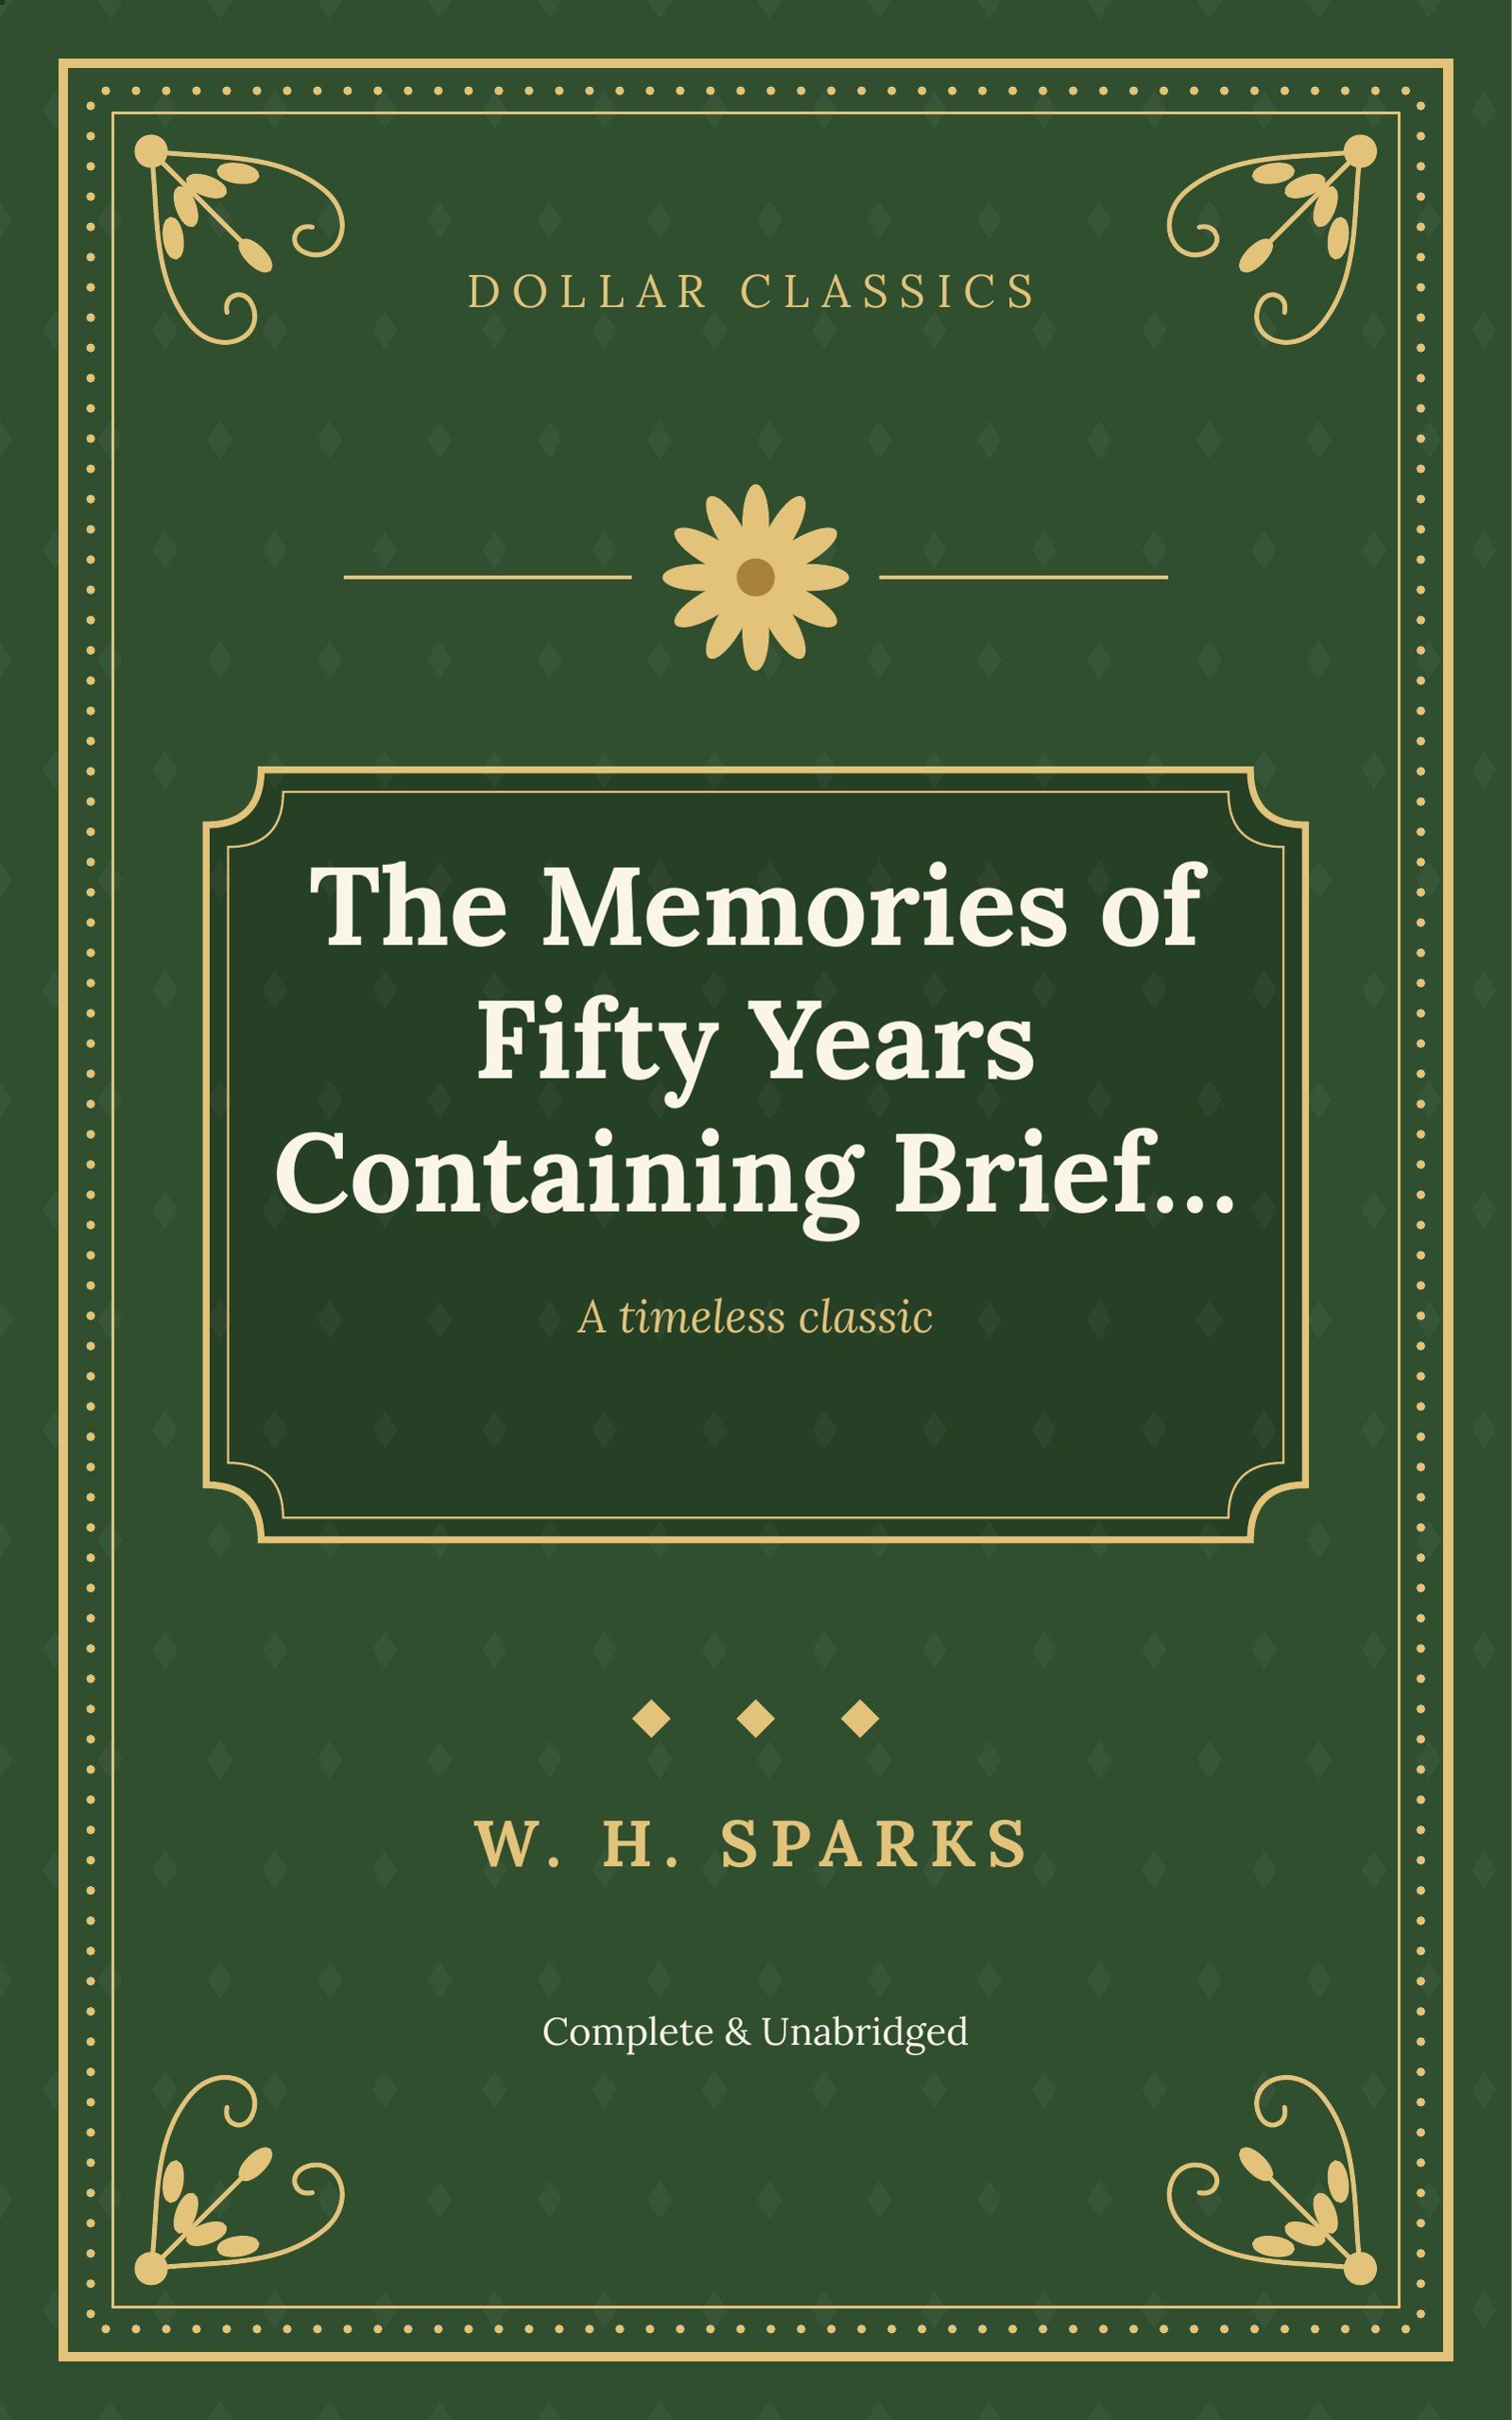 DOLLAR CLASSICS
The Memories of
Fifty Years
Containing Brief...
A timeless classic
W. H. SPARKS
Complete & Unabridged